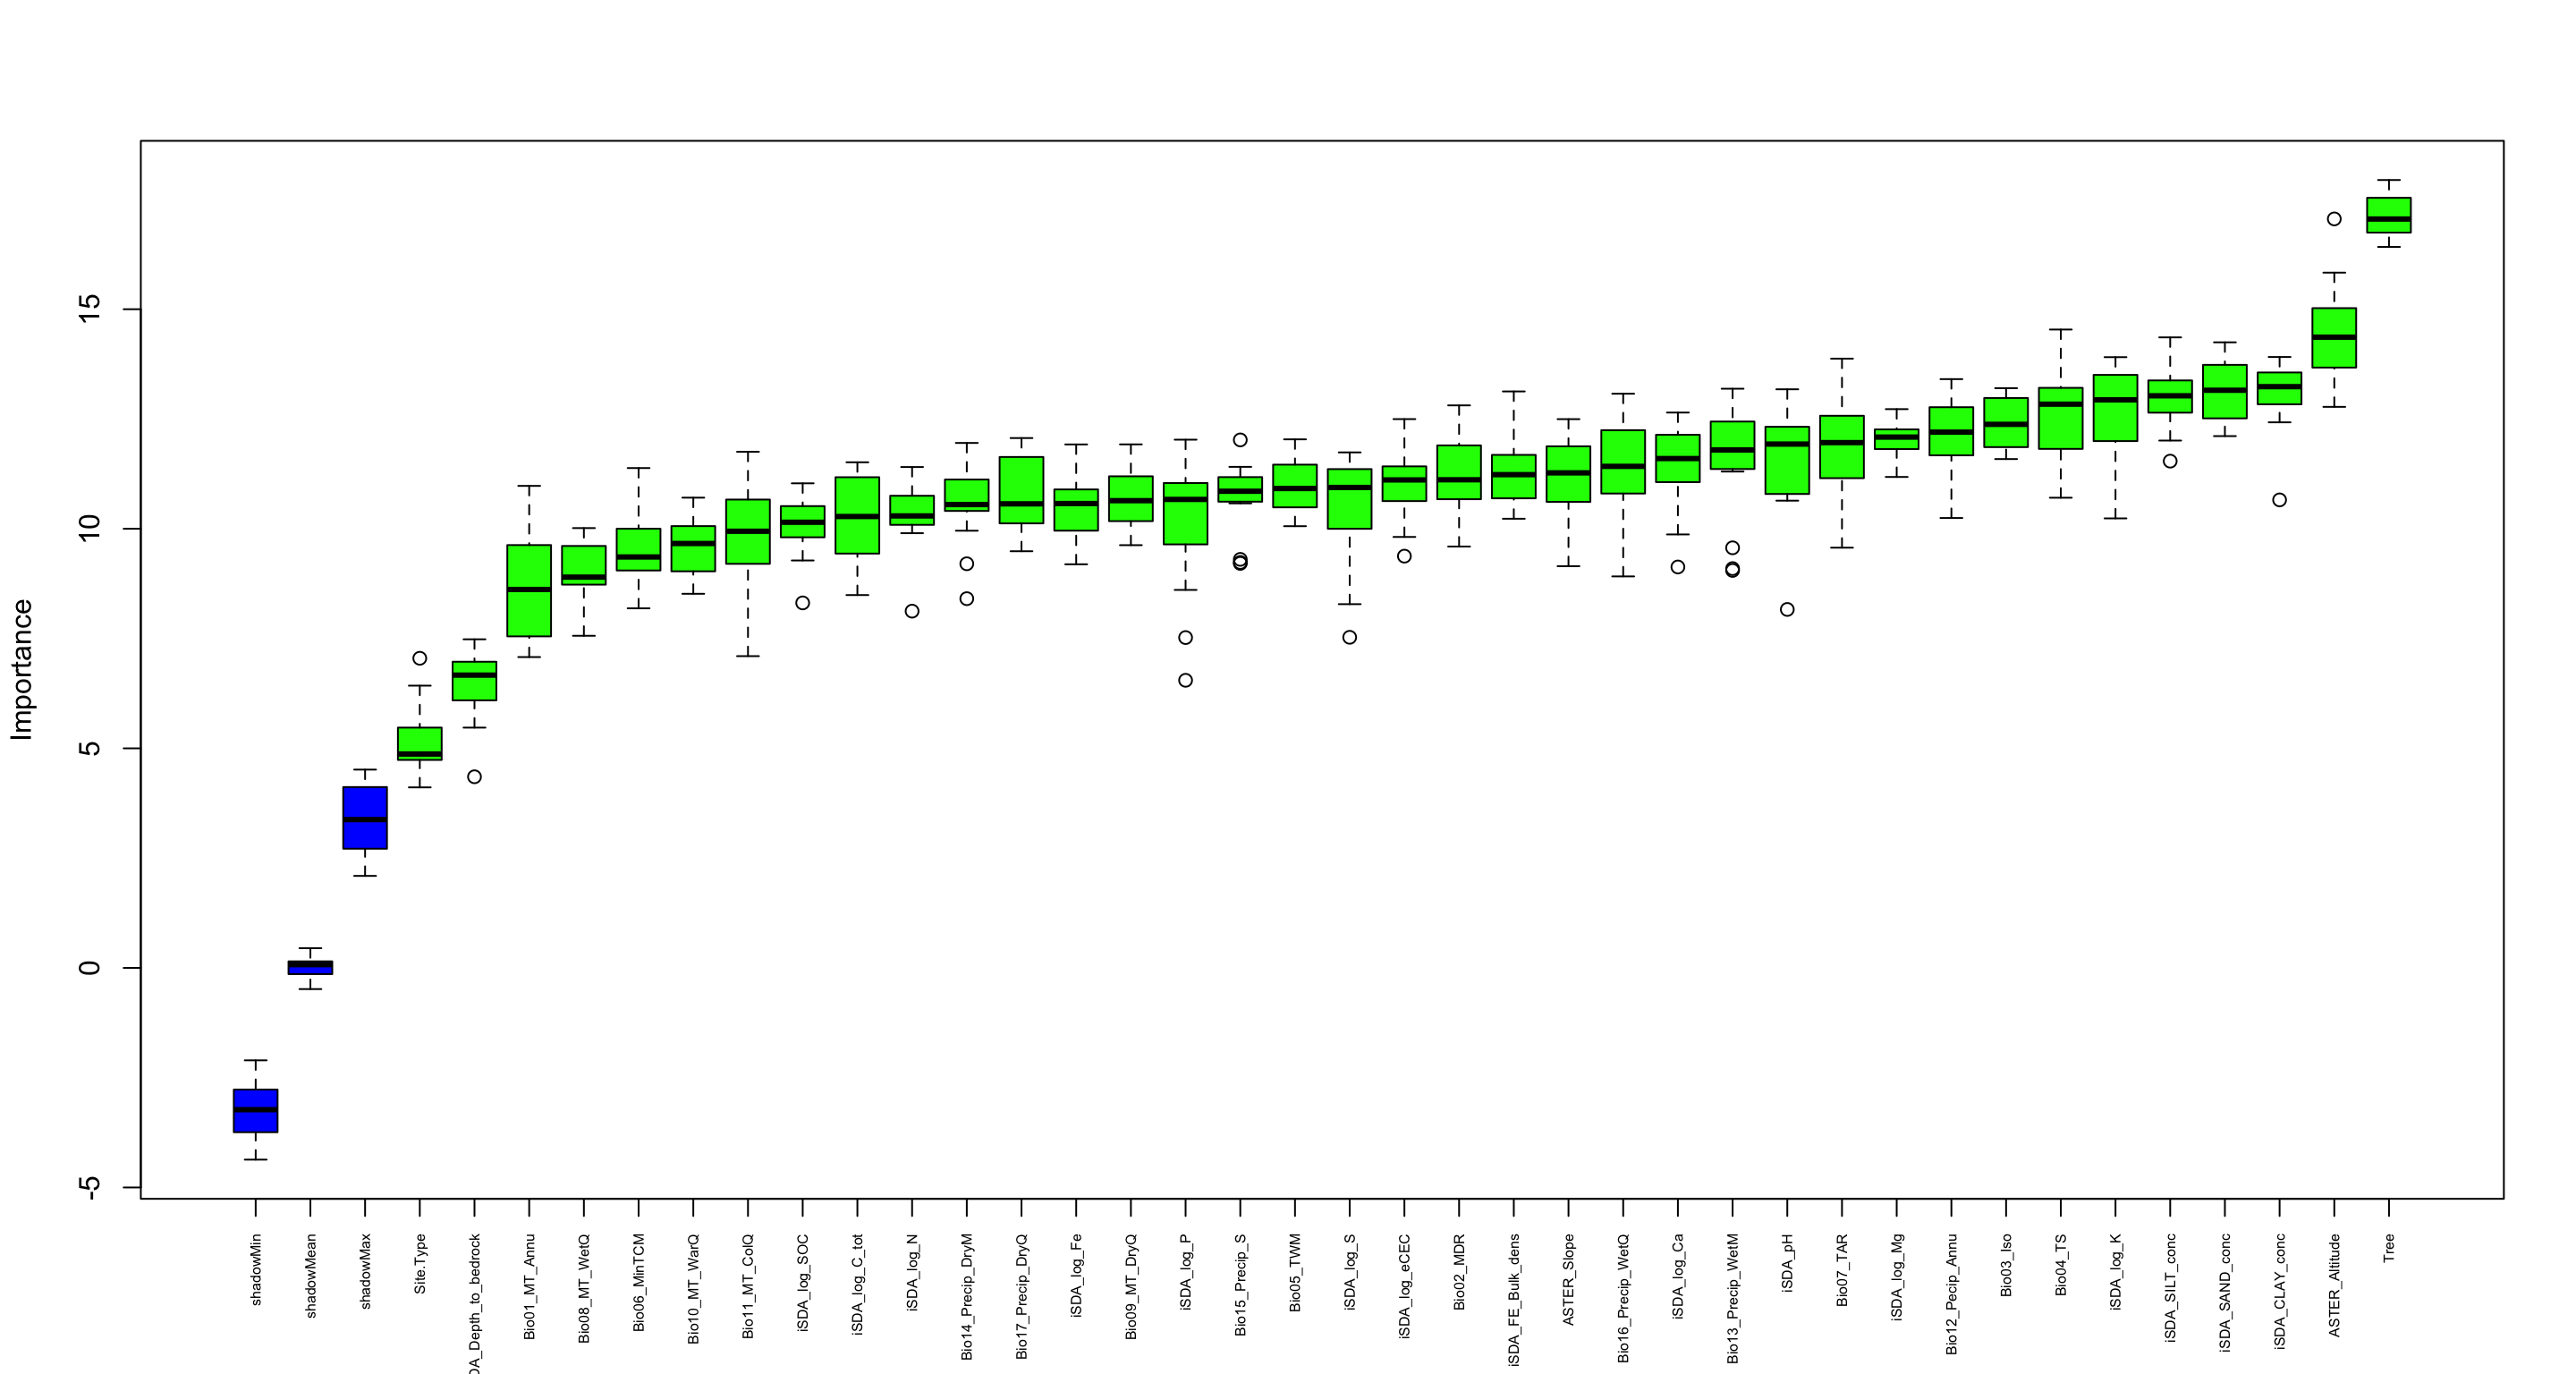 Importance
15
10
5
0
-5
shadowMin
shadowMean
shadowMax
Site.Type
DA_Depth_to_bedrock
Bio01_MT_Annu
Bio08_MT_WetQ
Bio06_MinTCM
Bio10_MT_WarQ
Bio11_MT_ColQ
iSDA_log_SOC
iSDA_log_C_tot
iSDA_log_N
Bio14_Precip_DryM
Bio17_Precip_DryQ
iSDA_log_Fe
Bio09_MT_DryQ
iSDA_log_P
Bio15_Precip_S
Bio05_TWM
iSDA_log_S
iSDA_log_eCEC
Bio02_MDR
iSDA_FE_Bulk_dens
ASTER_Slope
Bio16_Precip_WetQ
iSDA_log_Ca
Bio13_Precip_WetM
iSDA_pH
Bio07_TAR
iSDA_log_Mg
Bio12_Pecip_Annu
Bio03_Iso
Bio04_TS
iSDA_log_K
iSDA_SILT_conc
iSDA_SAND_conc
iSDA_CLAY_conc
ASTER_Altitude
Tree